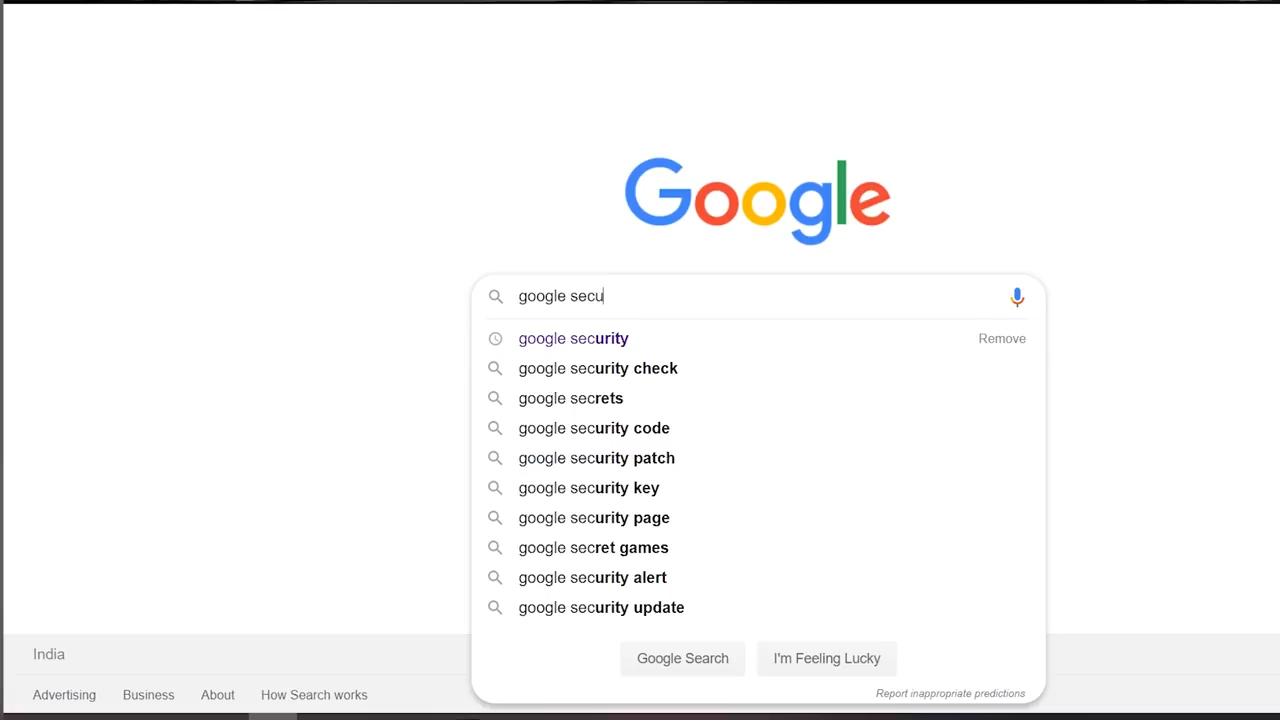 Google
google secu
google security Remove
google security check
google secrets
google security code
google security patch
google security key
google security page
google secret games
google security alert
google security update
Google Search I'm Feeling Lucky
Report inappropriate predictions
India
Advertising Business About How Search works